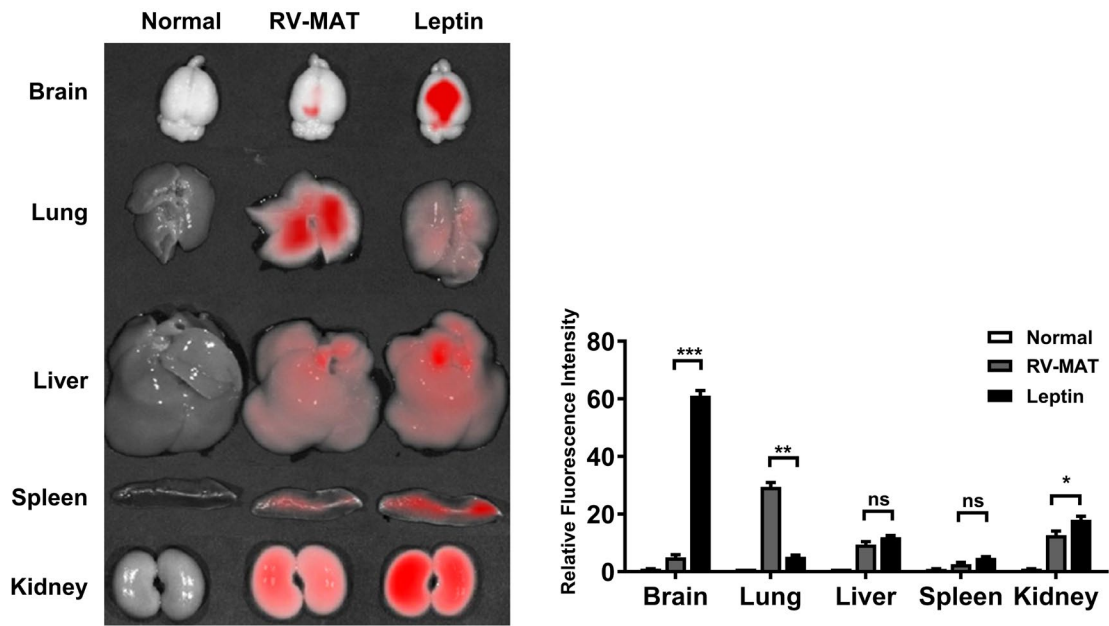 Normal RV-MAT Leptin
Brain
Lung
Liver
Spleen
Kidney
Relative Fluorescence Intensity
80
60
40
20
0
***
**
ns
ns
*
Normal
RV-MAT
Leptin
Brain Lung Liver Spleen Kidney